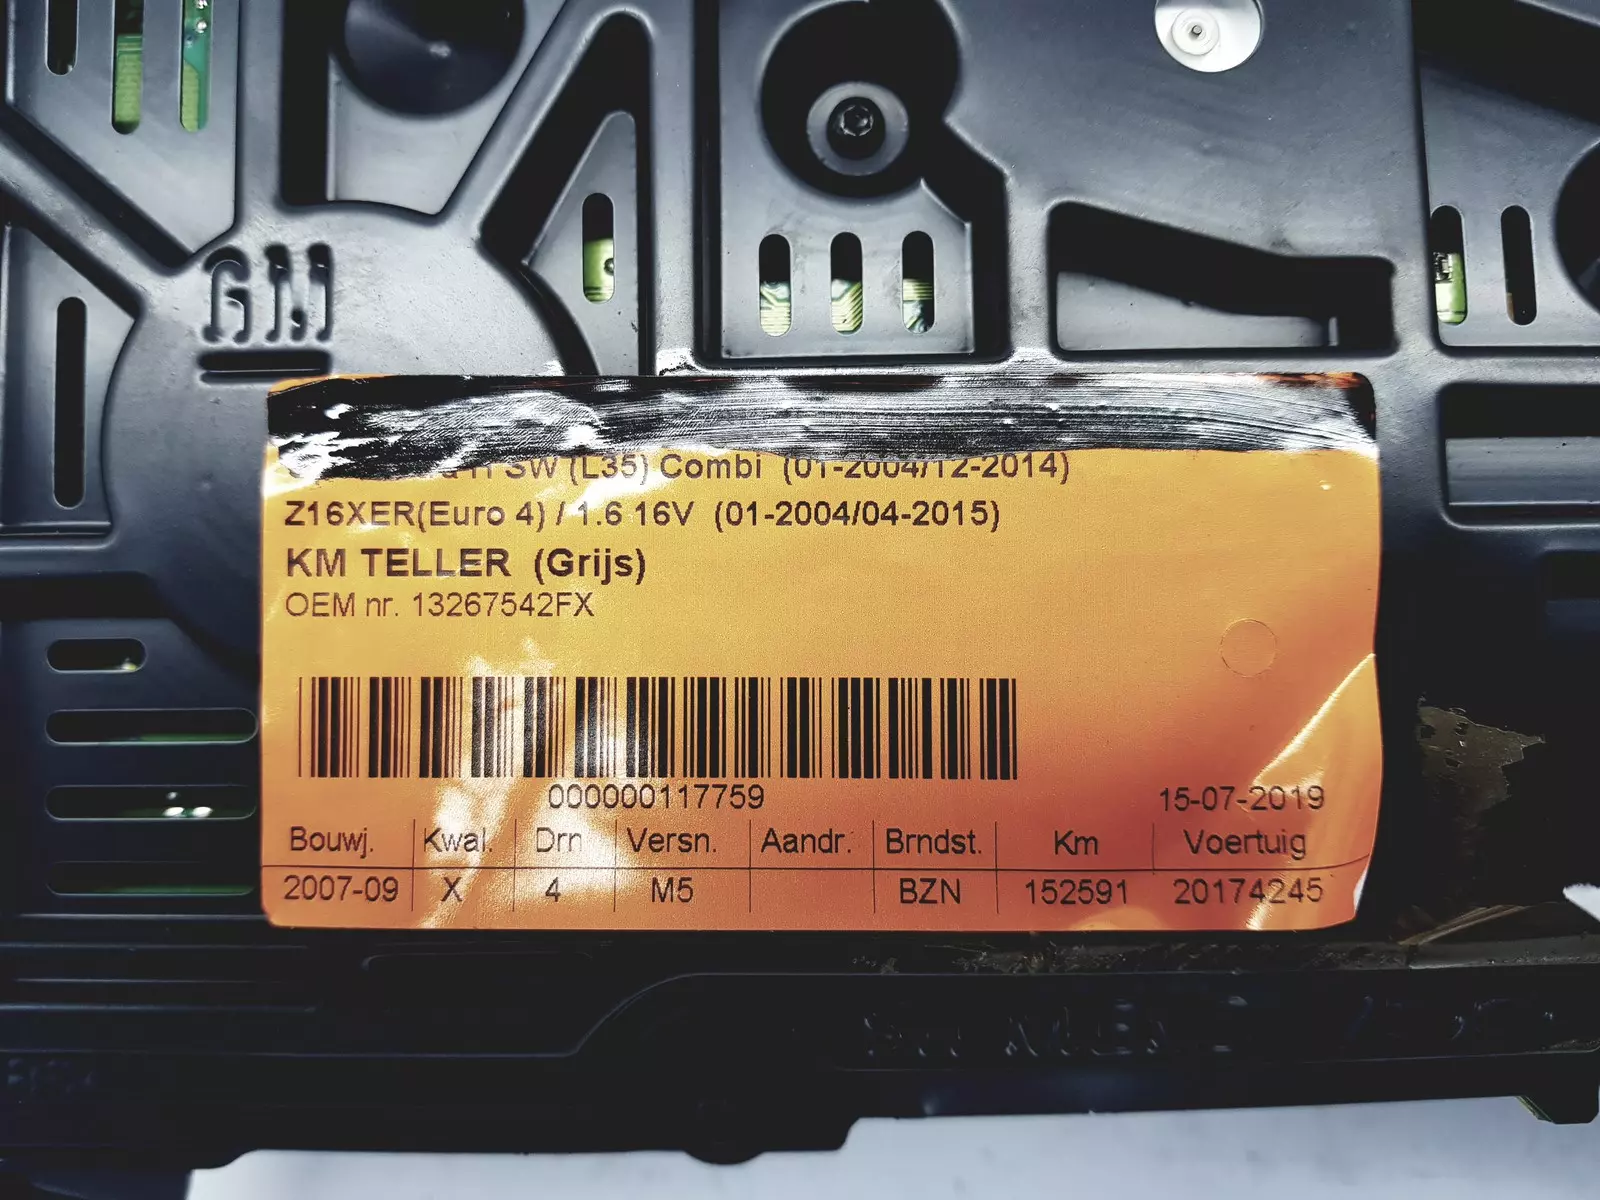 GM
SW (L35) Combi (01-2004/12-2014)
Z16XER(Euro 4) / 1.6 16V (01-2004/04-2015)
KM TELLER (Grijs)
OEM nr. 13267542FX
000000117759 15-07-2019
Bouwj. Kwal. Drn Versn. Aandr. Brndst. Km Voertuig
2007-09 X 4 M5 BZN 152591 20174245